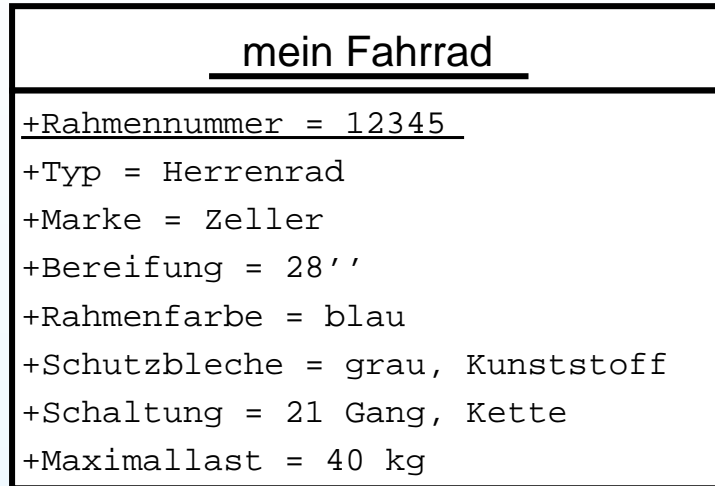 mein Fahrrad
+Rahmennummer = 12345
+Typ = Herrenrad
+Marke = Zeller
+Bereifung = 28’’
+Rahmenfarbe = blau
+Schutzbleche = grau, Kunststoff
+Schaltung = 21 Gang, Kette
+Maximallast = 40 kg